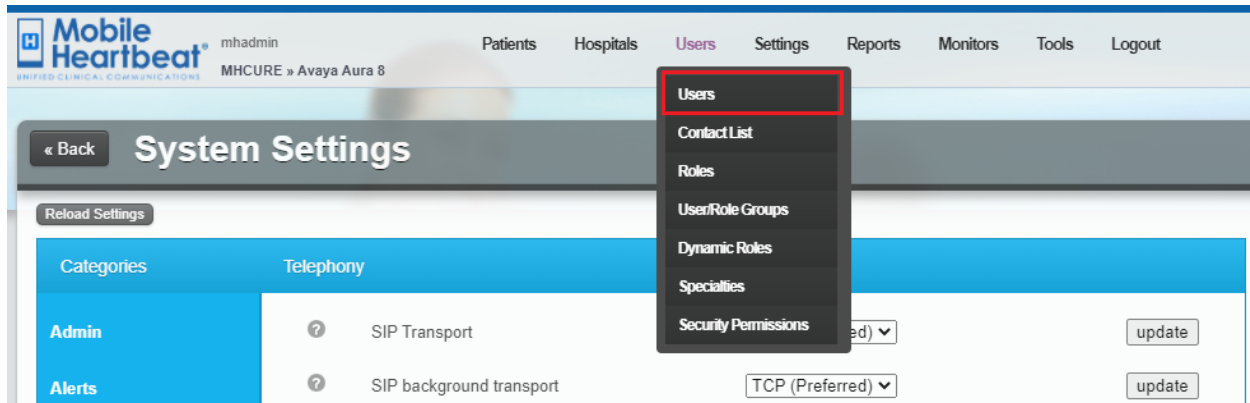 Mobile
Heartbeat®
UNIFIED CLINICAL COMMUNICATIONS
mhadmin
MHCURE » Avaya Aura 8
Patients Hospitals Users Settings Reports Monitors Tools Logout
Users
Contact List
Roles
User/Role Groups
Dynamic Roles
Specialties
Security Permissions
« Back
System Settings
Reload Settings
Categories
Telephony
Admin
? SIP Transport ed) update
Alerts
? SIP background transport TCP (Preferred) update